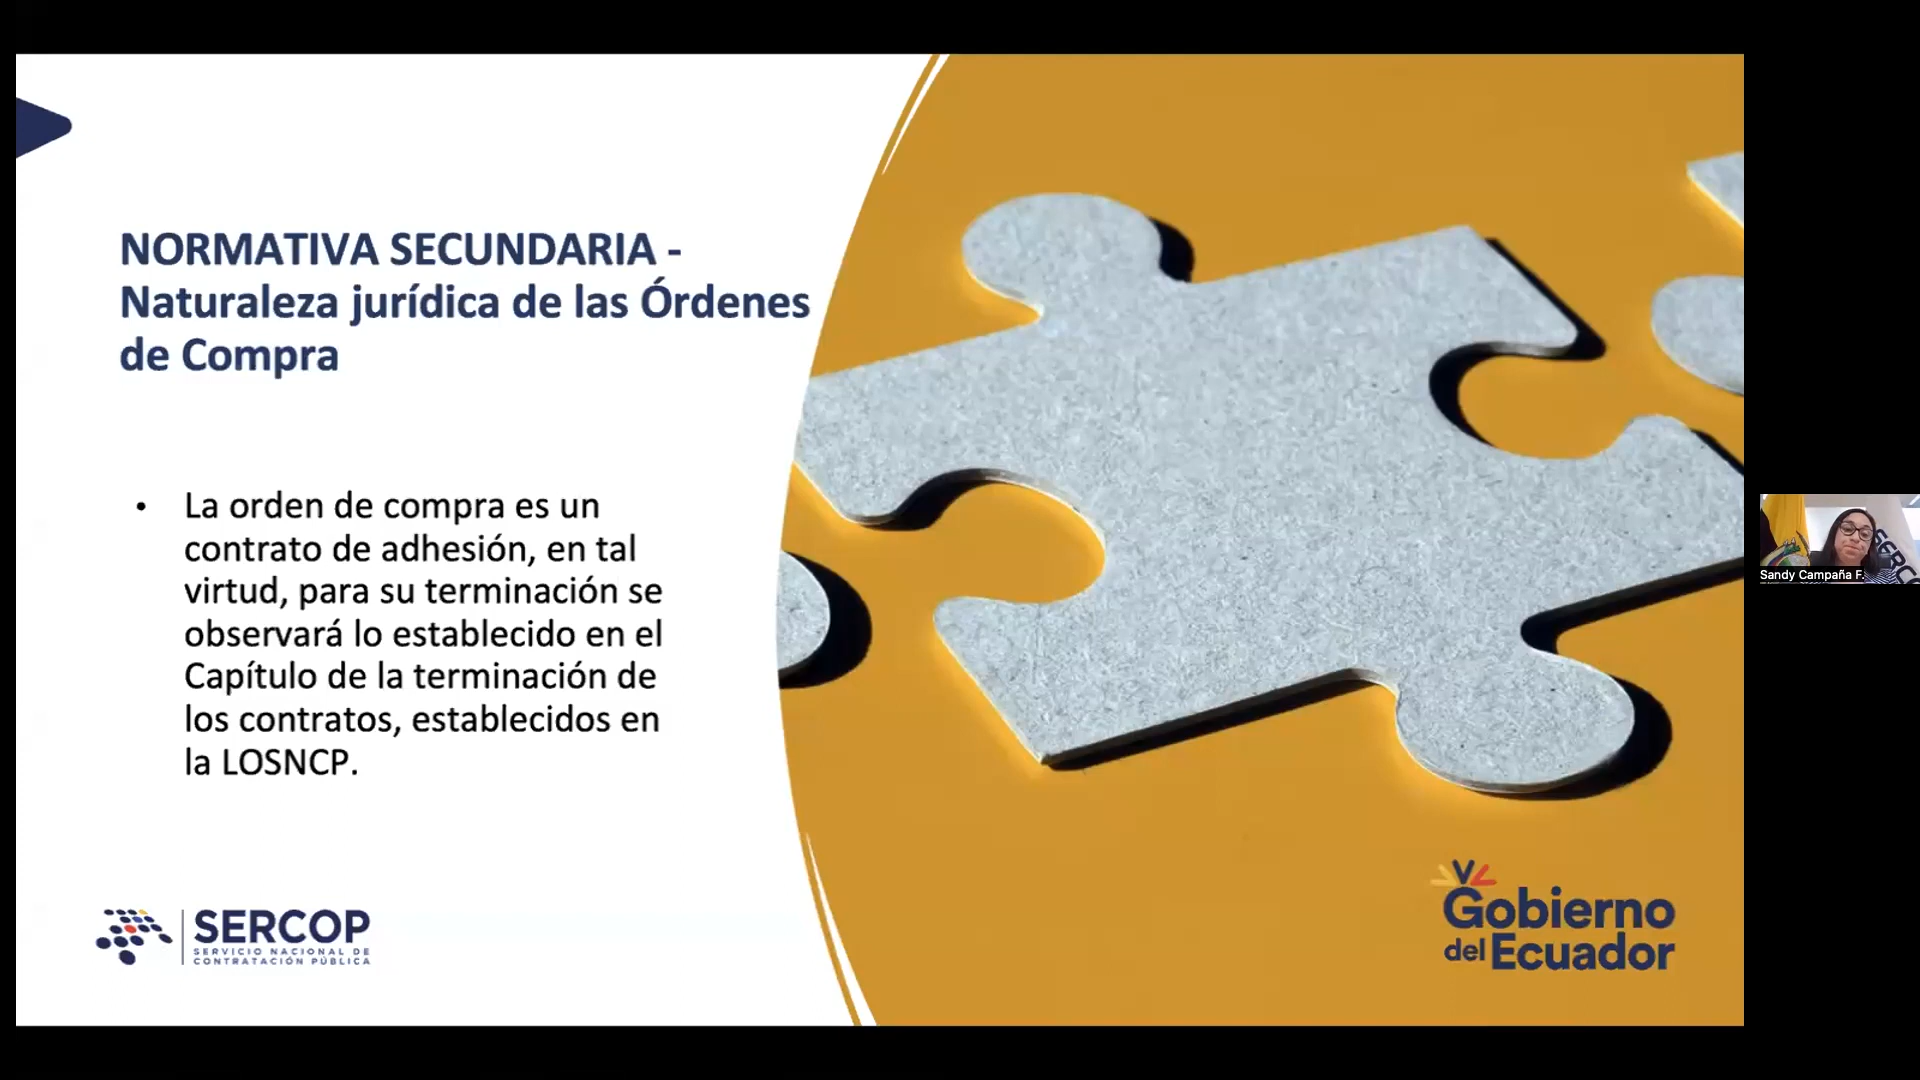 NORMATIVA SECUNDARIA -
Naturaleza jurídica de las Órdenes
de Compra
• La orden de compra es un
contrato de adhesión, en tal
virtud, para su terminación se
observará lo establecido en el
Capítulo de la terminación de
los contratos, establecidos en
la LOSNCP.
SERCOP
SERVICIO NACIONAL DE
CONTRATACIÓN PÚBLICA
Gobierno
del Ecuador
SERC
Sandy Campaña F.